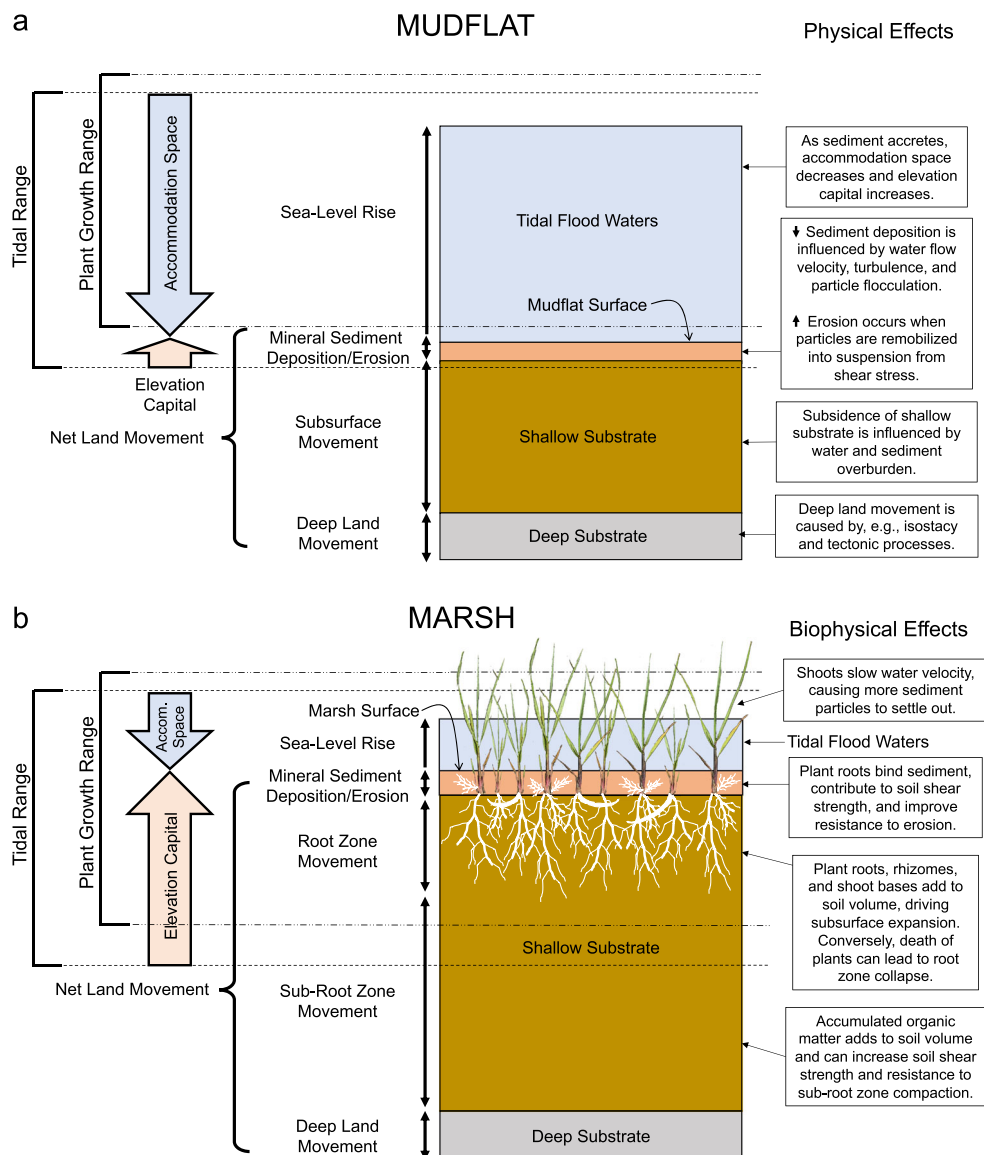 a
MUDFLAT
Physical Effects
Tidal Range
Plant Growth Range
Accommodation Space
Elevation
Capital
Net Land Movement
Sea-Level Rise
Mineral Sediment
Deposition/Erosion
Subsurface
Movement
Deep Land
Movement
Tidal Flood Waters
Mudflat Surface
Shallow Substrate
Deep Substrate
As sediment accretes,
accommodation space
decreases and elevation
capital increases.
Sediment deposition is
influenced by water flow
velocity, turbulence, and
particle flocculation.
Erosion occurs when
particles are remobilized
into suspension from
shear stress.
Subsidence of shallow
substrate is influenced by
water and sediment
overburden.
Deep land movement is
caused by, e.g., isostacy
and tectonic processes.
b
MARSH
Biophysical Effects
Tidal Range
Plant Growth Range
Accom.
Space
Elevation Capital
Net Land Movement
Marsh Surface
Sea-Level Rise
Mineral Sediment
Deposition/Erosion
Root Zone
Movement
Sub-Root Zone
Movement
Deep Land
Movement
Shallow Substrate
Deep Substrate
Shoots slow water velocity,
causing more sediment
particles to settle out.
Tidal Flood Waters
Plant roots bind sediment,
contribute to soil shear
strength, and improve
resistance to erosion.
Plant roots, rhizomes,
and shoot bases add to
soil volume, driving
subsurface expansion.
Conversely, death of
plants can lead to root
zone collapse.
Accumulated organic
matter adds to soil volume
and can increase soil shear
strength and resistance to
sub-root zone compaction.